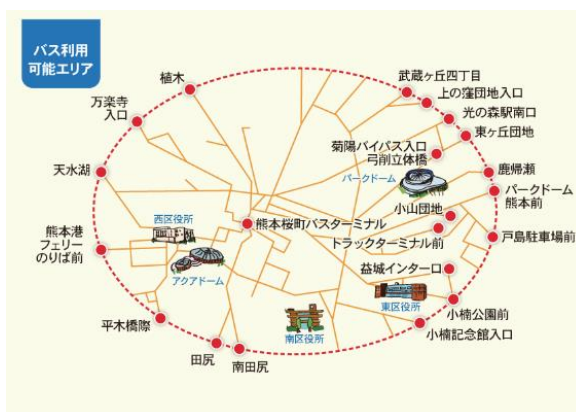 バス利用
可能エリア
植木
武蔵ヶ丘四丁目
上の窪団地入口
万楽寺
入口
光の森駅南口
東ヶ丘団地
菊陽バイパス入口
弓削立体橋
天水湖
パークドーム
鹿帰瀬
パークドーム
熊本前
小山団地
西区役所
熊本桜町バスターミナル
トラックターミナル前
戸島駐車場前
熊本港
フェリー
のりば前
アクアドーム
益城インター口
東区役所
小楠公園前
平木橋際
南区役所
小楠記念館入口
田尻
南田尻